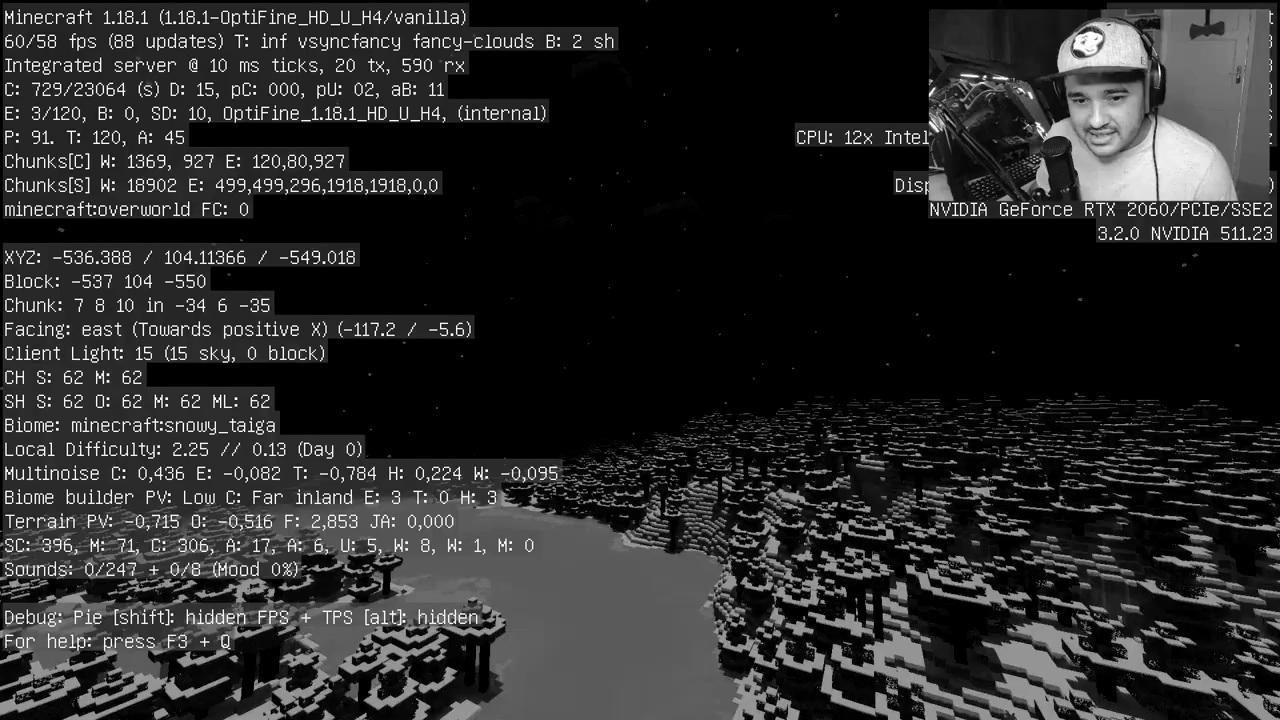 Minecraft 1.18.1 (1.18.1-OptiFine_HD_U_H4/vanilla)
60/58 fps (88 updates) T: inf vsyncfancy fancy-clouds B: 2 sh
Integrated server @ 10 ms ticks, 20 tx, 590 rx
C: 729/23064 (s) D: 15, pC: 000, pU: 02, aB: 11
E: 3/120, B: 0, SD: 10, OptiFine_1.18.1_HD_U_H4, (internal)
P: 91. T: 120, A: 45
CPU: 12x Intel
Chunks[C] W: 1369, 927 E: 120,80,927
Chunks[S] W: 18902 E: 499,499,296,1918,1918,0,0
minecraft:overworld FC: 0
NVIDIA GeForce RTX 2060/PCIe/SSE2
3.2.0 NVIDIA 511.23
XYZ: -536.388 / 104.11366 / -549.018
Block: -537 104 -550
Chunk: 7 8 10 in -34 6 -35
Facing: east (Towards positive X) (-117.2 / -5.6)
Client Light: 15 (15 sky, 0 block)
CH S: 62 M: 62
SH S: 62 O: 62 M: 62 ML: 62
Biome: minecraft:snowy_taiga
Local Difficulty: 2.25 // 0.13 (Day 0)
Multinoise C: 0,436 E: -0,082 T: -0,784 H: 0,224 W: -0,095
Biome builder PV: Low C: Far inland E: 3 T: 0 H: 3
Terrain PV: -0,715 O: -0,516 F: 2,853 JA: 0,000
SC: 396, M: 71, C: 306, A: 17, A: 6, U: 5, W: 8, W: 1, M: 0
Sounds: 0/247 + 0/8 (Mood 0%)
Debug: Pie [shift]: hidden FPS + TPS [alt]: hidden
For help: press F3 + Q